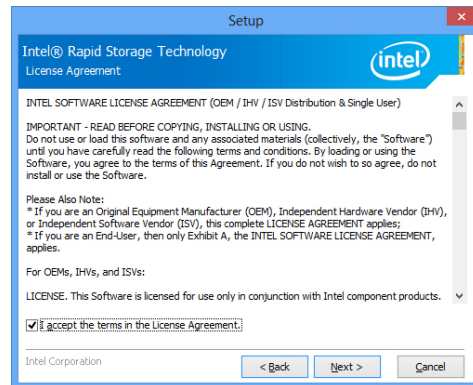 Setup
Intel® Rapid Storage Technology
License Agreement
intel
INTEL SOFTWARE LICENSE AGREEMENT (OEM / IHV / ISV Distribution & Single User)
IMPORTANT - READ BEFORE COPYING, INSTALLING OR USING.
Do not use or load this software and any associated materials (collectively, the "Software")
until you have carefully read the following terms and conditions. By loading or using the
Software, you agree to the terms of this Agreement. If you do not wish to so agree, do not
install or use the Software.
Please Also Note:
* If you are an Original Equipment Manufacturer (OEM), Independent Hardware Vendor (IHV),
or Independent Software Vendor (ISV), this complete LICENSE AGREEMENT applies;
* If you are an End-User, then only Exhibit A, the INTEL SOFTWARE LICENSE AGREEMENT,
applies.
For OEMs, IHVs, and ISVs:
LICENSE. This Software is licensed for use only in conjunction with Intel component products.
I accept the terms in the License Agreement.
Intel Corporation
< Back
Next >
Cancel